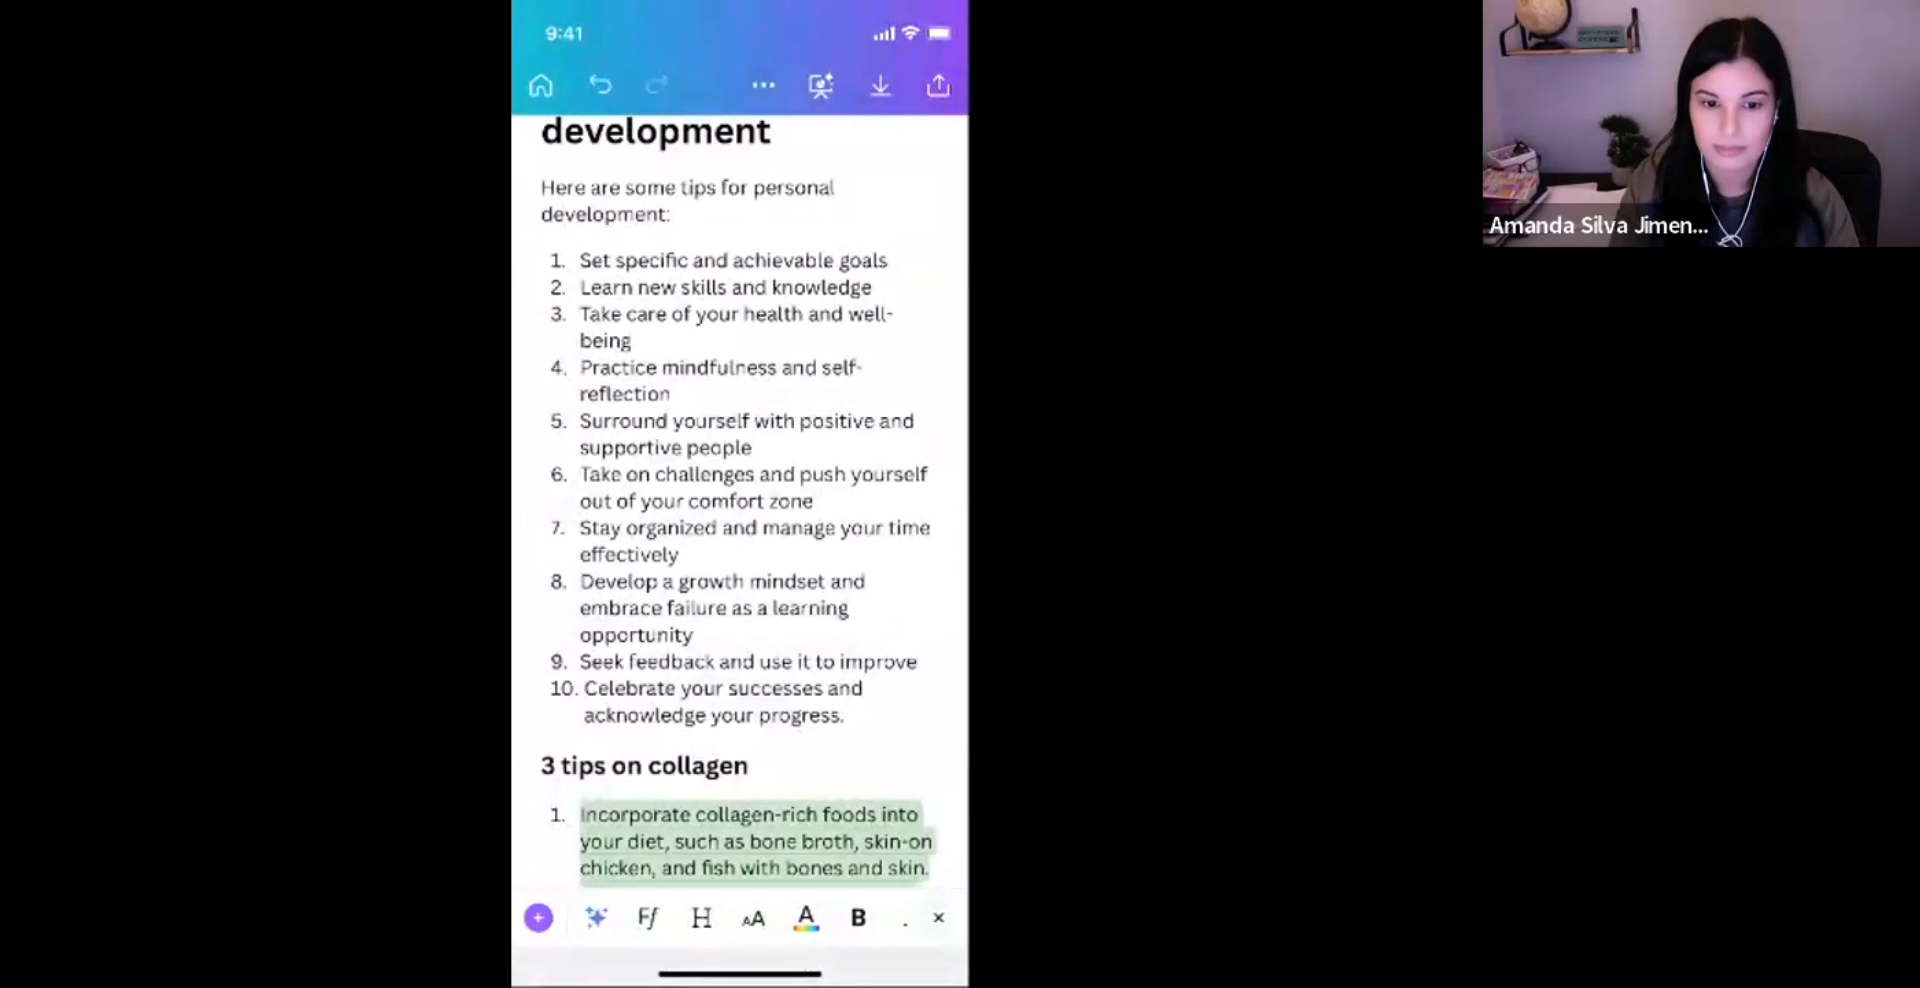 9:41
development
Here are some tips for personal
development:
1. Set specific and achievable goals
2. Learn new skills and knowledge
3. Take care of your health and well-
being
4. Practice mindfulness and self-
reflection
5. Surround yourself with positive and
supportive people
6. Take on challenges and push yourself
out of your comfort zone
7. Stay organized and manage your time
effectively
8. Develop a growth mindset and
embrace failure as a learning
opportunity
9. Seek feedback and use it to improve
10. Celebrate your successes and
acknowledge your progress.
3 tips on collagen
1. Incorporate collagen-rich foods into
your diet, such as bone broth, skin-on
chicken, and fish with bones and skin.
Ff H AA A B
Amanda Silva Jimen...